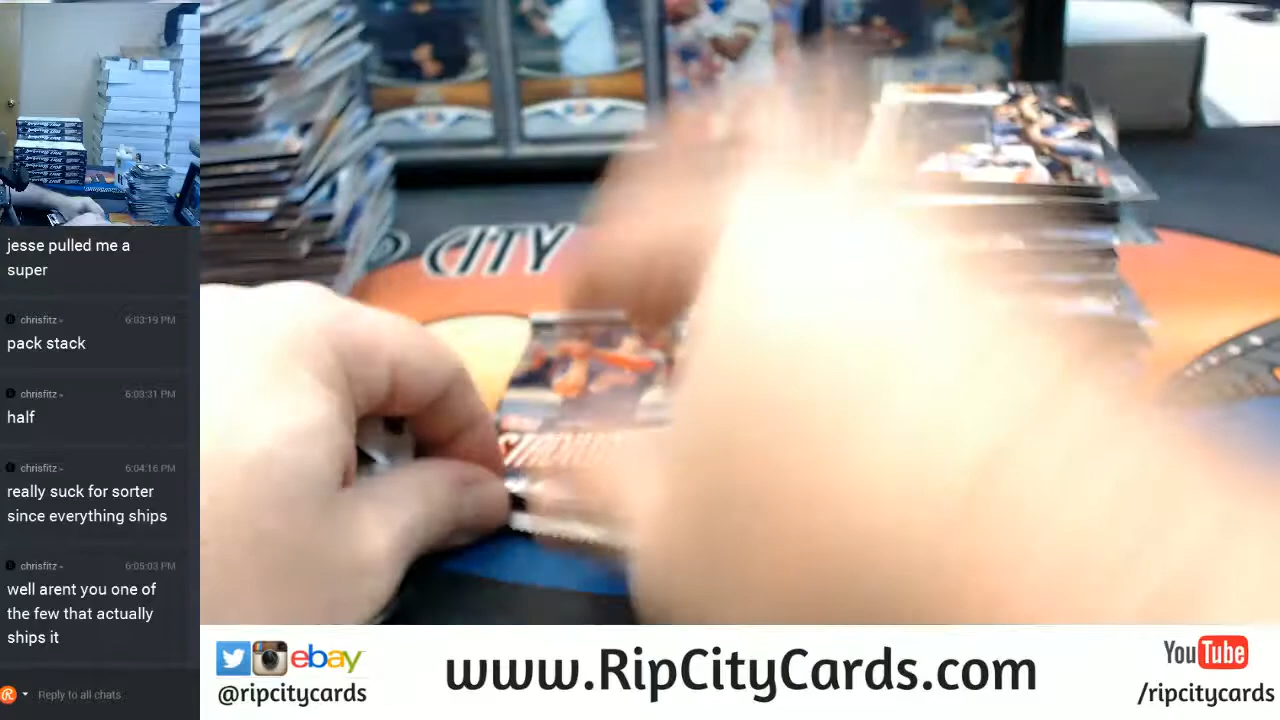 jesse pulled me a
super
chrisfitz
6:03:19 PM
pack stack
chrisfitz
6:03:31 PM
half
chrisfitz
6:04:16 PM
really suck for sorter
since everything ships
chrisfitz
6:05:03 PM
well arent you one of
the few that actually
ships it
Reply to all chats
CITY
STADIUM
ebay
@ripcitycards
www.RipCityCards.com
YouTube
/ripcitycards